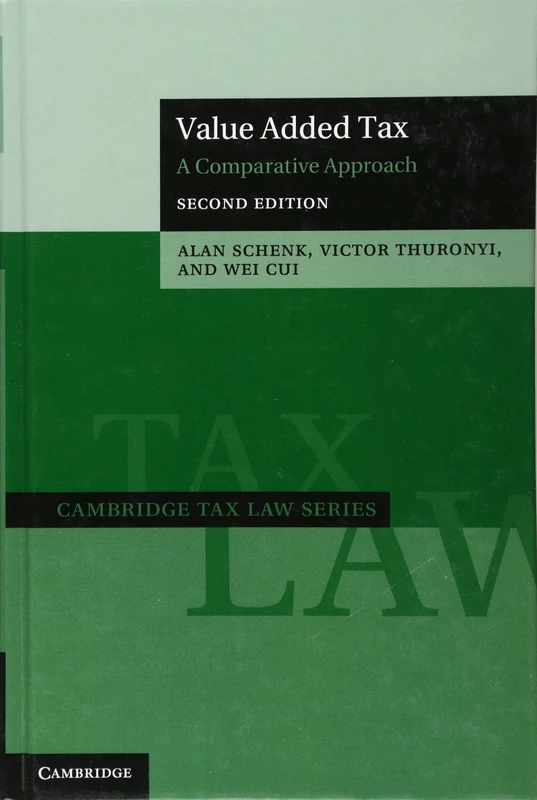 Value Added Tax
A Comparative Approach
SECOND EDITION
ALAN SCHENK, VICTOR THURONYI,
AND WEI CUI
TAX
CAMBRIDGE TAX LAW SERIES
LAW
CAMBRIDGE